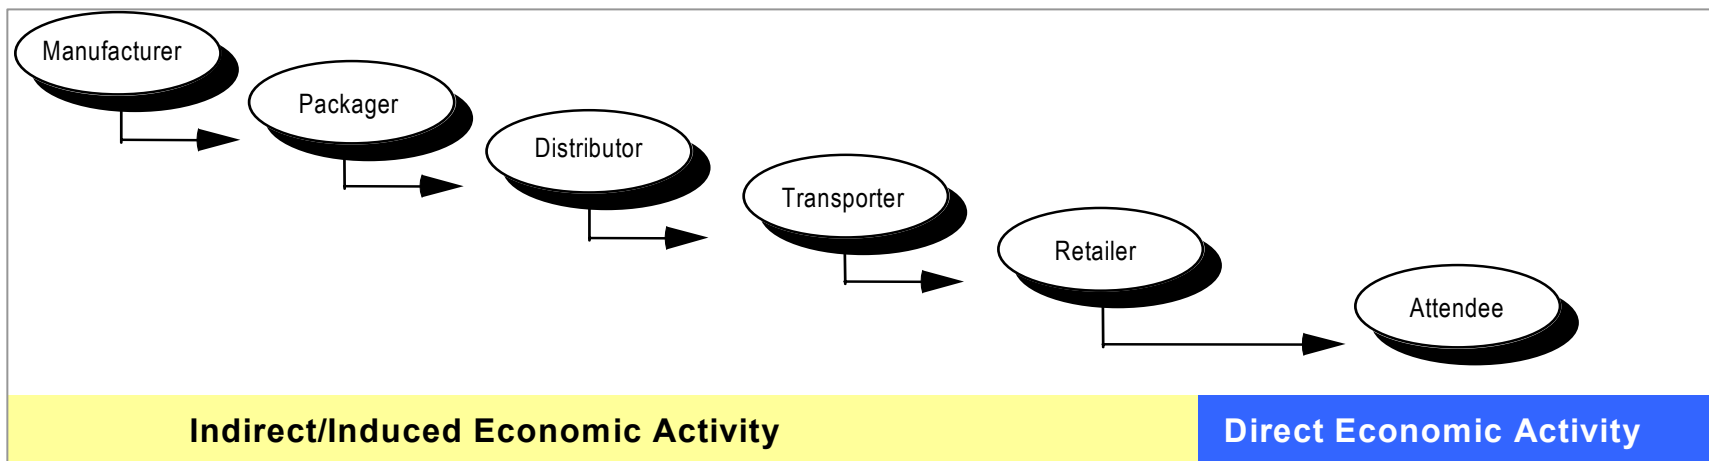 Manufacturer
Packager
Distributor
Transporter
Retailer
Attendee
Indirect/Induced Economic Activity
Direct Economic Activity